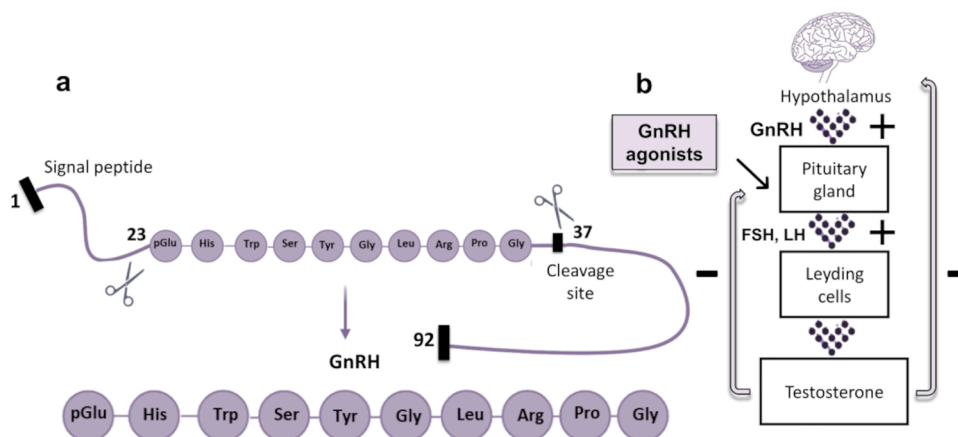 a
Signal peptide
1
23
pGlu His Trp Ser Tyr Gly Leu Arg Pro Gly
37
Cleavage
site
92
GnRH
pGlu His Trp Ser Tyr Gly Leu Arg Pro Gly
b
Hypothalamus
GnRH +
GnRH
agonists
Pituitary
gland
FSH, LH +
-
-
Leyding
cells
Testosterone